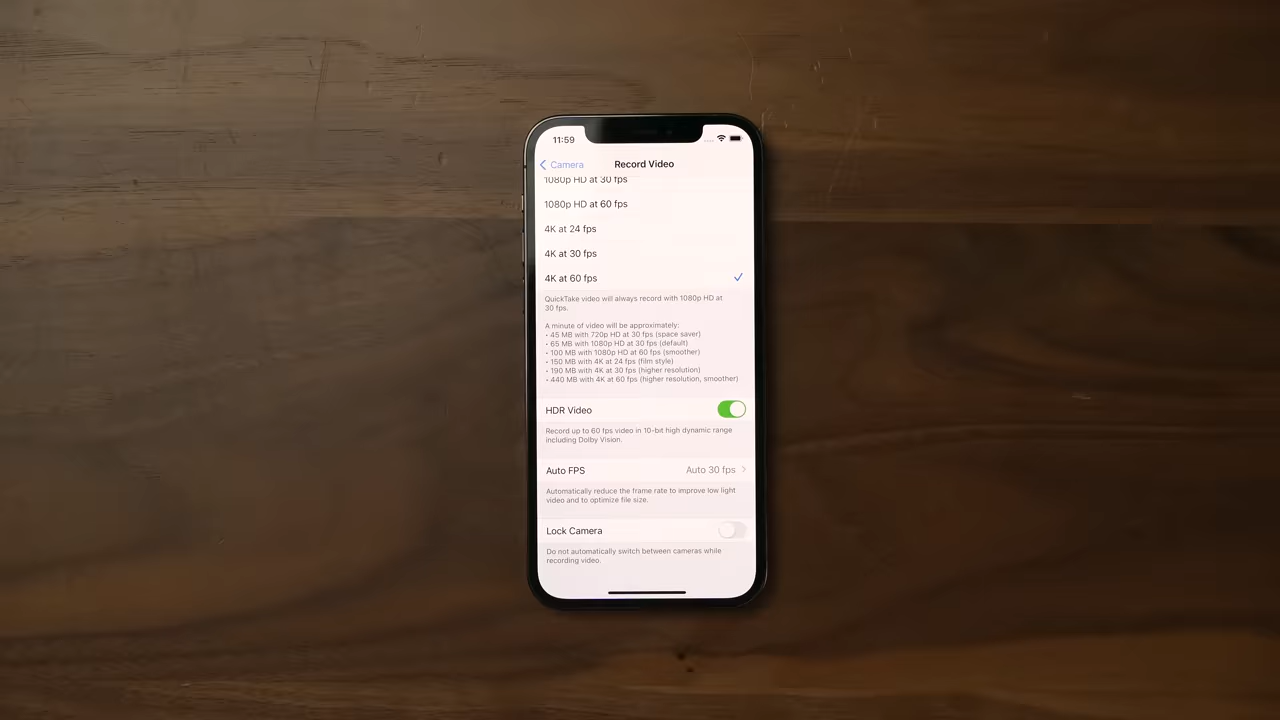 11:59
Camera
Record Video
1080p HD at 30 fps
1080p HD at 60 fps
4K at 24 fps
4K at 30 fps
4K at 60 fps
QuickTake video will always record with 1080p HD at
30 fps.
A minute of video will be approximately:
• 45 MB with 720p HD at 30 fps (space saver)
• 65 MB with 1080p HD at 30 fps (default)
• 100 MB with 1080p HD at 60 fps (smoother)
• 150 MB with 4K at 24 fps (film style)
• 190 MB with 4K at 30 fps (higher resolution)
• 440 MB with 4K at 60 fps (higher resolution, smoother)
HDR Video
Record up to 60 fps video in 10-bit high dynamic range
including Dolby Vision.
Auto FPS Auto 30 fps
Automatically reduce the frame rate to improve low light
video and to optimize file size.
Lock Camera
Do not automatically switch between cameras while
recording video.